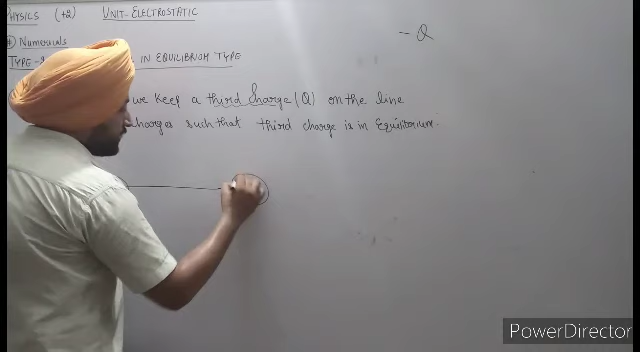 PHYSICS (+2) UNIT-ELECTROSTATIC
- Q
Numericals
TYPE- IN EQUILIBRIUM TYPE
we keep a third charge (Q) on the line
charges such that third charge is in Equilibrium.
PowerDirector